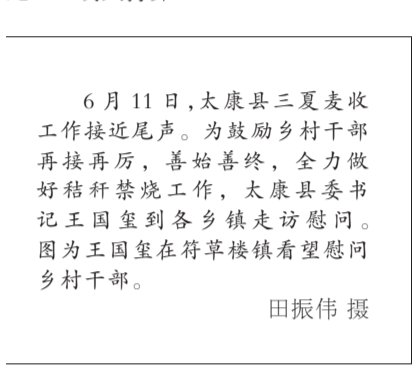 6月11日,太康县三夏麦收
工作接近尾声。为鼓励乡村干部
再接再厉，善始善终，全力做
好秸秆禁烧工作，太康县委书
记王国玺到各乡镇走访慰问。
图为王国玺在符草楼镇看望慰问
乡村干部。
田振伟 摄